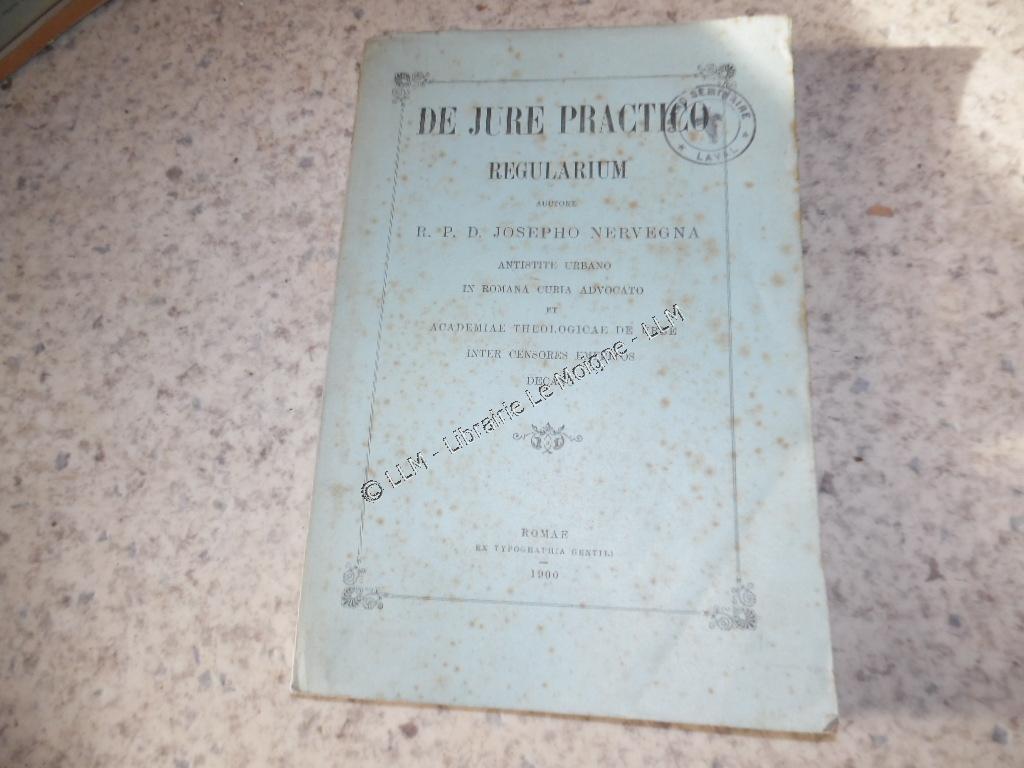 DE JURE PRACTICO
REGULARIUM
AUCTORE
R. P. D. JOSEPHO NERVEGNA
ANTISTITE URBANO
IN ROMANA CURIA ADVOCATO
ET
ACADEMIAE THEOLOGICAE DE
INTER CENSORES
ROMAE
EX TYPOGRAPHIA GENTILI
1900
SEMINAIRE
* LAVAL *
© LLM - Librairie Le Moigne - LLM